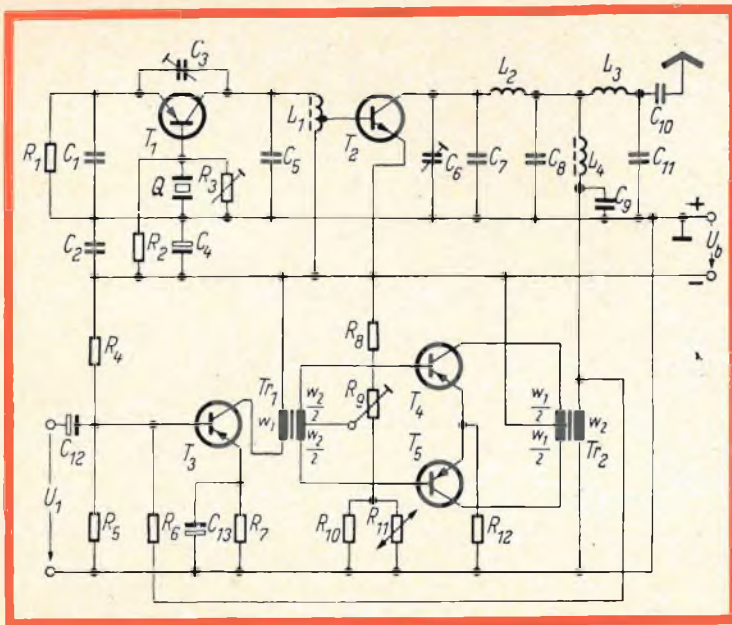 C3
L2
L3
L1
T1
T2
C10
R1
C1
Q
R3
C5
C6
C7
C8
L4
C11
C9
C2
R2
C4
+
Ub
−
R4
R8
Tr1
w1
w2/2
w2/2
R9
T4
w1/2
w1/2
w2
Tr2
C12
T3
T5
U1
R5
R6
C13
R7
R10
R11
R12